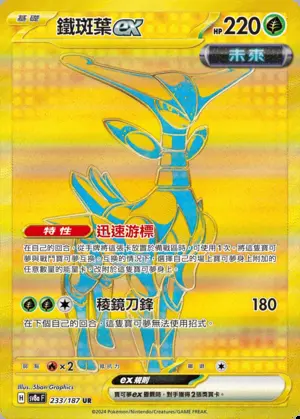 基礎 鐵斑葉ex HP 220
未來
特性 迅速游標
在自己的回合，從手牌將這張卡放置於備戰區時，可使用1次。將這隻寶可
夢與戰鬥寶可夢互換。互換的情況下，選擇自己的場上寶可夢身上附加的
任意數量的能量卡，改附於這隻寶可夢身上。
稜鏡刀鋒 180
在下個自己的回合，這隻寶可夢無法使用招式。
×2
ex規則
寶可夢ex昏厥時，對手獲得2張獎賞卡。
Illus. 5ban Graphics
H sv8a F 233/187 UR
©2024 Pokémon/Nintendo/Creatures/GAME FREAK.